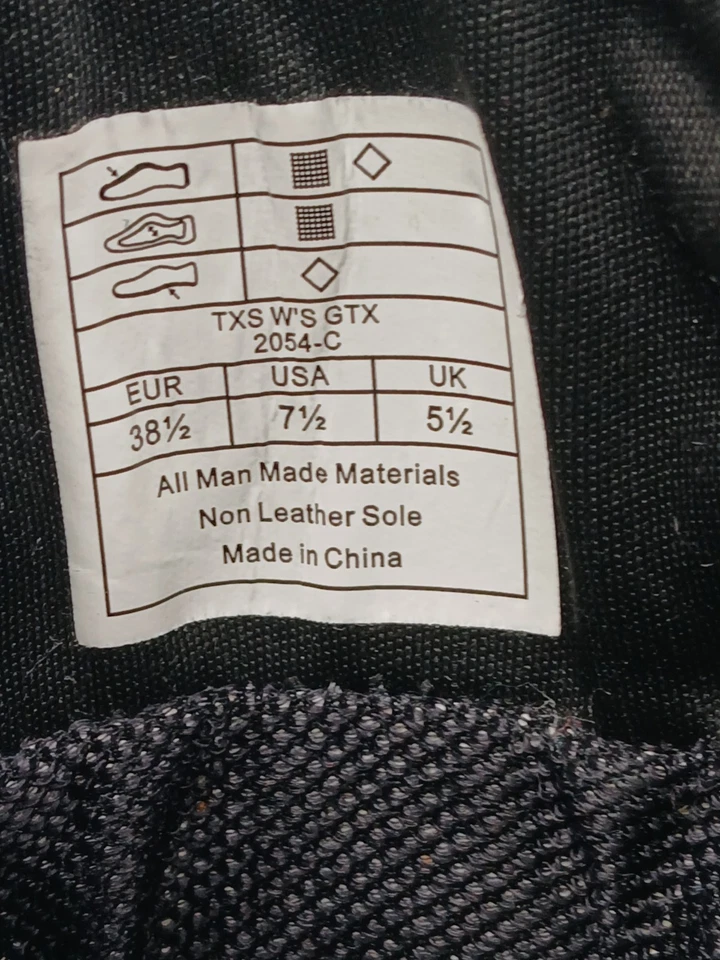 TXS W'S GTX
2054-C
EUR USA UK
38½ 7½ 5½
All Man Made Materials
Non Leather Sole
Made in China